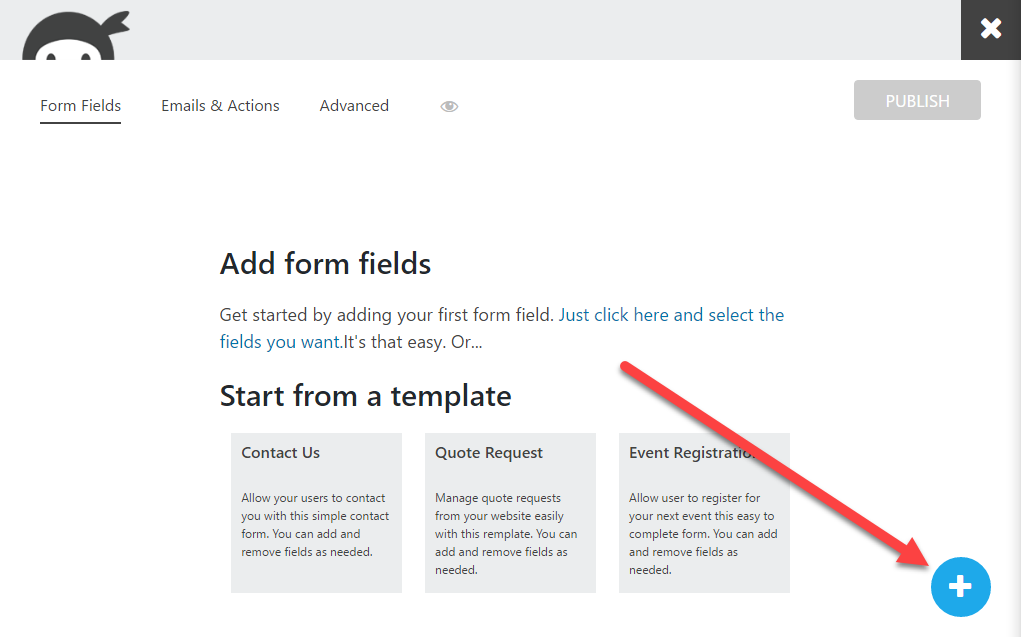 Form Fields Emails & Actions Advanced PUBLISH
Add form fields
Get started by adding your first form field. Just click here and select the
fields you want.It's that easy. Or...
Start from a template
Contact Us
Allow your users to contact
you with this simple contact
form. You can add and
remove fields as needed.
Quote Request
Manage quote requests
from your website easily
with this remplate. You can
add and remove fields as
needed.
Event Registration
Allow user to register for
your next event this easy to
complete form. You can add
and remove fields as
needed.